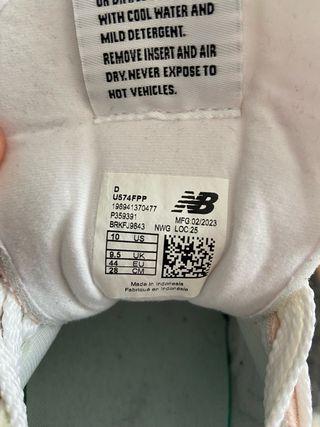 WITH COOL WATER AND
MILD DETERGENT.
REMOVE INSERT AND AIR
DRY. NEVER EXPOSE TO
HOT VEHICLES.
D
U574FPP
196941370477
P359391
BRKFJ9843
NB
MFG.02/2023
NWG LOC:25
10 US
9.5 UK
44 EU
28 CM
Made in Indonesia
Fabriqué en Indonésie